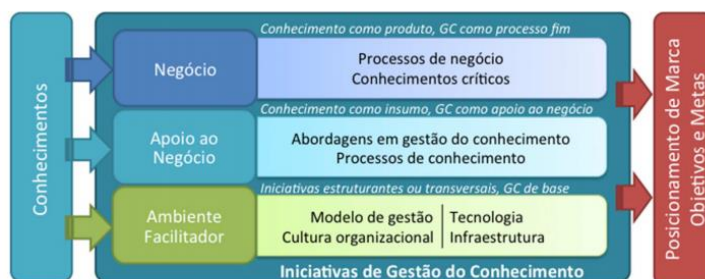 Conhecimentos
Conhecimento como produto, GC como processo fim
Negócio
Processos de negócio
Conhecimentos críticos
Conhecimento como insumo, GC como apoio ao negócio
Apoio ao
Negócio
Abordagens em gestão do conhecimento
Processos de conhecimento
Iniciativas estruturantes ou transversais, GC de base
Ambiente
Facilitador
Modelo de gestão
Cultura organizacional
Tecnologia
Infraestrutura
Iniciativas de Gestão do Conhecimento
Posicionamento de Marca
Objetivos e Metas